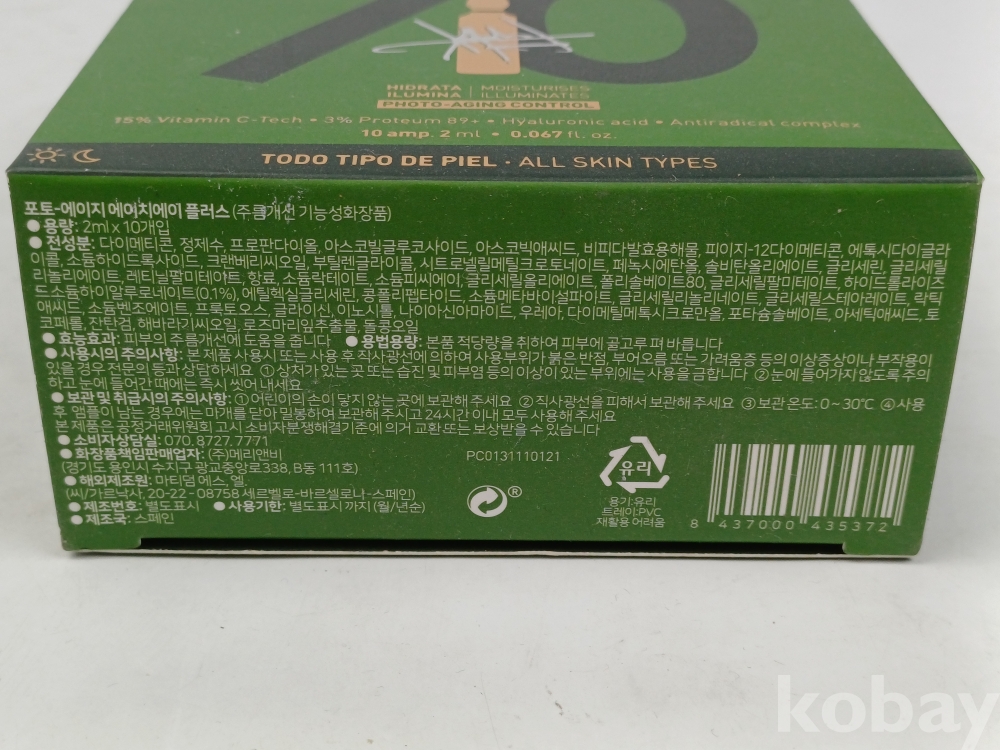 HIDRATA | MOISTURISES
ILUMINA | ILLUMINATES
PHOTO-AGING CONTROL
15% Vitamin C-Tech • 3% Proteum 89+ • Hyaluronic acid • Antiradical complex
10 amp. 2 ml • 0.067 fl. oz.
TODO TIPO DE PIEL · ALL SKIN TYPES
포토-에이지 에이치에이 플러스 (주름개선 기능성화장품)
● 용량: 2ml x 10개입
● 전성분: 다이메티콘, 정제수, 프로판다이올, 아스코빌글루코사이드, 아스코빅애씨드, 비피다발효용해물, 피이지-12다이메티콘, 에톡시다이글라
이콜, 소듐하이드록사이드, 크랜베리씨오일, 부틸렌글라이콜, 시트로넬릴메틸크로토네이트, 페녹시에탄올, 솔비탄올리에이트, 글리세린, 글리세릴
리놀리에이트, 레티닐팔미테이트, 향료, 소듐락테이트, 소듐피씨에이, 글리세릴올리에이트, 폴리솔베이트80, 글리세릴팔미테이트, 하이드롤라이즈
드소듐하이알루로네이트(0.1%), 에틸헥실글리세린, 콩폴리펩타이드, 소듐메타바이설파이트, 글리세릴리놀리네이트, 글리세릴스테아레이트, 락틱
애씨드, 소듐벤조에이트, 프룩토오스, 글라이신, 이노시톨, 나이아신아마이드, 우레아, 다이메틸메톡시크로만올, 포타슘솔베이트, 아세틱애씨드, 토
코페롤, 잔탄검, 해바라기씨오일, 로즈마리잎추출물, 돌콩오일
● 효능효과: 피부의 주름개선에 도움을 줍니다 ● 용법용량: 본품 적당량을 취하여 피부에 골고루 펴 바릅니다
● 사용시의 주의사항: 본 제품 사용시 또는 사용 후 직사광선에 의하여 사용부위가 붉은 반점, 부어오름 또는 가려움증 등의 이상증상이나 부작용이
있을 경우 전문의 등과 상담하세요 ① 상처가 있는 곳 또는 습진 및 피부염 등의 이상이 있는 부위에는 사용을 금합니다 ② 눈에 들어가지 않도록 주의
하고 눈에 들어간 때에는 즉시 씻어 내세요
● 보관 및 취급시의 주의사항: ① 어린이의 손이 닿지 않는 곳에 보관해 주세요 ② 직사광선을 피해서 보관해 주세요 ③ 보관 온도: 0~30℃ ④ 사용
후 앰플이 남는 경우에는 마개를 닫아 밀봉하여 보관해 주시고 24시간 이내 모두 사용해 주세요
본 제품은 공정거래위원회 고시 소비자분쟁해결기준에 의거 교환 또는 보상받을 수 있습니다
● 소비자상담실: 070.8727.7771
● 화장품책임판매업자: (주)메리앤비
(경기도 용인시 수지구 광교중앙로338, B동 111호)
● 해외제조원: 마티덤 에스. 엘.
(씨/가르낙사, 20-22 - 08758 세르벨로-바르셀로나-스페인)
● 제조번호: 별도표시 ● 사용기한: 별도 표시 까지 (월/년순)
● 제조국: 스페인
PC0131110121
유리
용기:유리
트레이:PVC
재활용 어려움
8 437000 435372
kobay